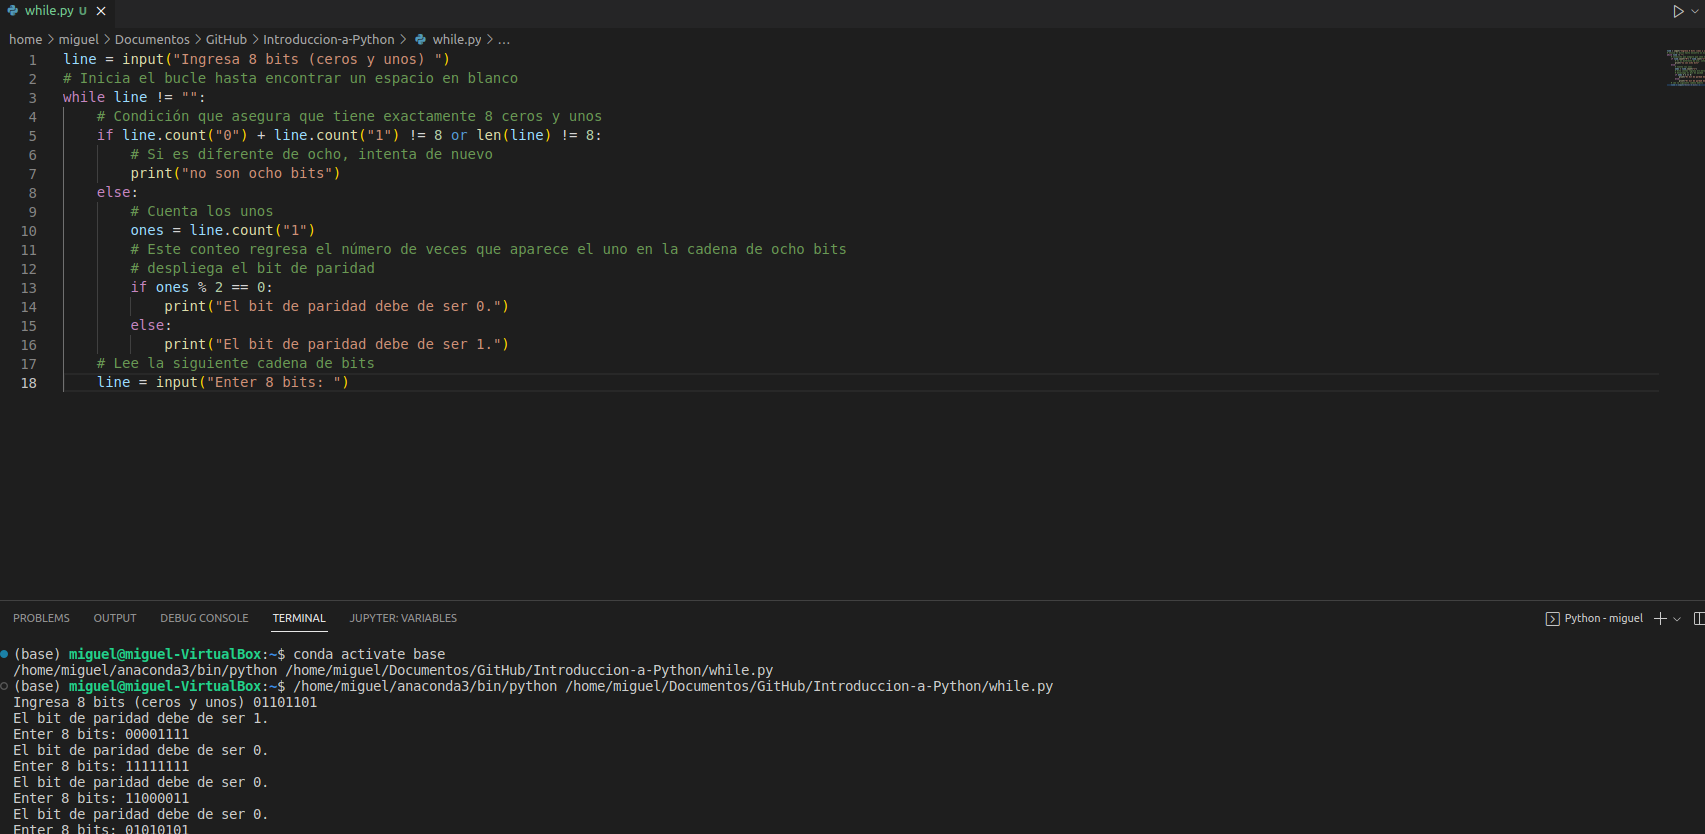 while.py U
home > miguel > Documentos > GitHub > Introduccion-a-Python > while.py > ...
1 line = input("Ingresa 8 bits (ceros y unos) ")
2 # Inicia el bucle hasta encontrar un espacio en blanco
3 while line != "":
4 # Condición que asegura que tiene exactamente 8 ceros y unos
5 if line.count("0") + line.count("1") != 8 or len(line) != 8:
6 # Si es diferente de ocho, intenta de nuevo
7 print("no son ocho bits")
8 else:
9 # Cuenta los unos
10 ones = line.count("1")
11 # Este conteo regresa el número de veces que aparece el uno en la cadena de ocho bits
12 # despliega el bit de paridad
13 if ones % 2 == 0:
14 print("El bit de paridad debe de ser 0.")
15 else:
16 print("El bit de paridad debe de ser 1.")
17 # Lee la siguiente cadena de bits
18 line = input("Enter 8 bits: ")
PROBLEMS OUTPUT DEBUG CONSOLE TERMINAL JUPYTER: VARIABLES Python - miguel
(base) miguel@miguel-VirtualBox:~$ conda activate base
/home/miguel/anaconda3/bin/python /home/miguel/Documentos/GitHub/Introduccion-a-Python/while.py
(base) miguel@miguel-VirtualBox:~$ /home/miguel/anaconda3/bin/python /home/miguel/Documentos/GitHub/Introduccion-a-Python/while.py
Ingresa 8 bits (ceros y unos) 01101101
El bit de paridad debe de ser 1.
Enter 8 bits: 00001111
El bit de paridad debe de ser 0.
Enter 8 bits: 11111111
El bit de paridad debe de ser 0.
Enter 8 bits: 11000011
El bit de paridad debe de ser 0.
Enter 8 bits: 01010101